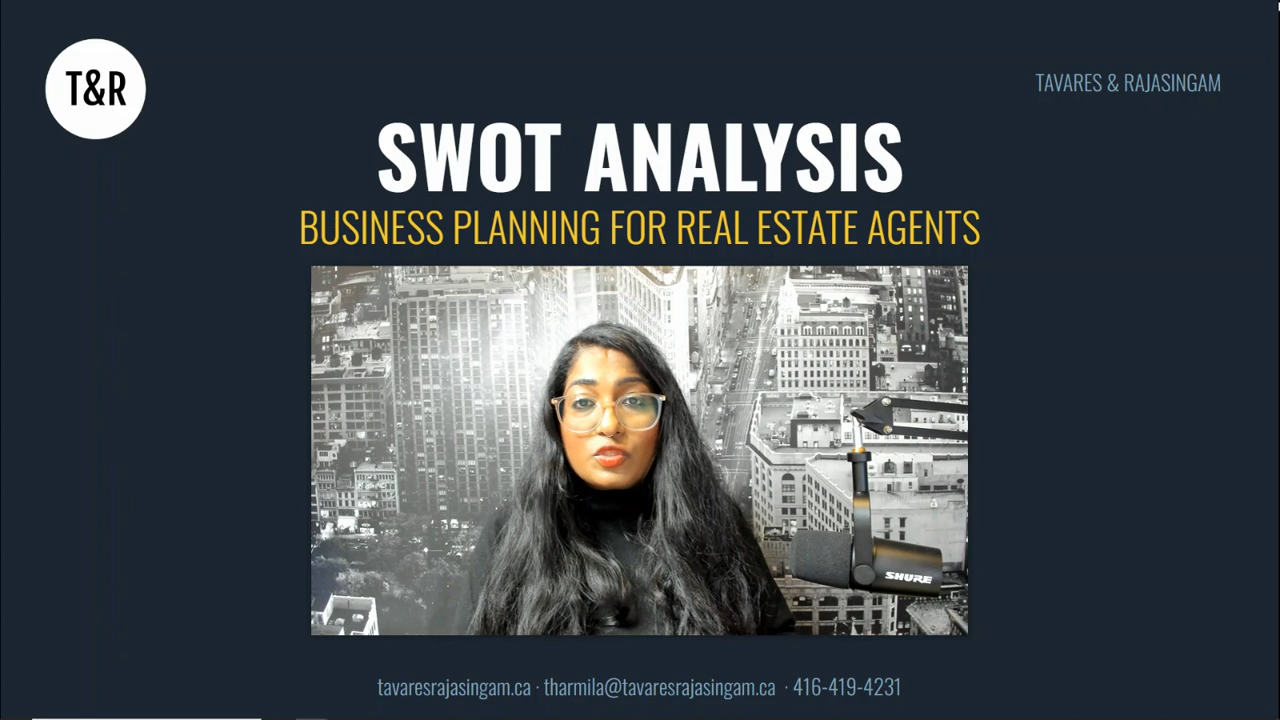 T&R
TAVARES & RAJASINGAM
SWOT ANALYSIS
BUSINESS PLANNING FOR REAL ESTATE AGENTS
SHURE
tavaresrajasingam.ca · tharmila@tavaresrajasingam.ca · 416-419-4231